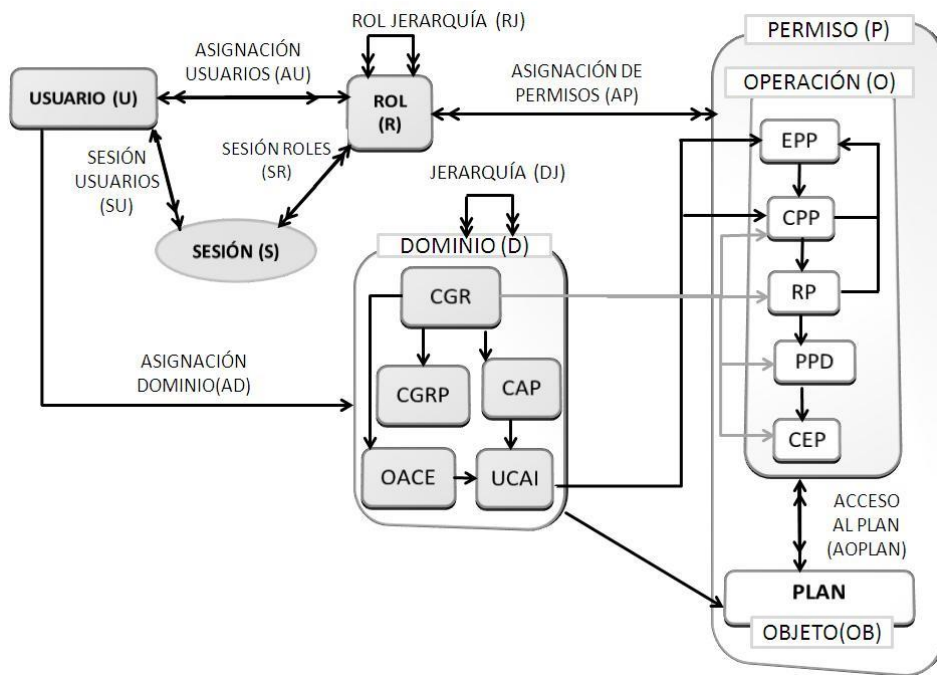 ROL JERARQUÍA (RJ)
PERMISO (P)
ASIGNACIÓN
USUARIOS (AU)
ASIGNACIÓN DE
PERMISOS (AP)
OPERACIÓN (O)
USUARIO (U)
ROL
(R)
EPP
SESIÓN
USUARIOS
(SU)
SESIÓN ROLES
(SR)
JERARQUÍA (DJ)
CPP
SESIÓN (S)
DOMINIO (D)
CGR
RP
ASIGNACIÓN
DOMINIO(AD)
PPD
CGRP
CAP
CEP
OACE
UCAI
ACCESO
AL PLAN
(AOPLAN)
PLAN
OBJETO(OB)